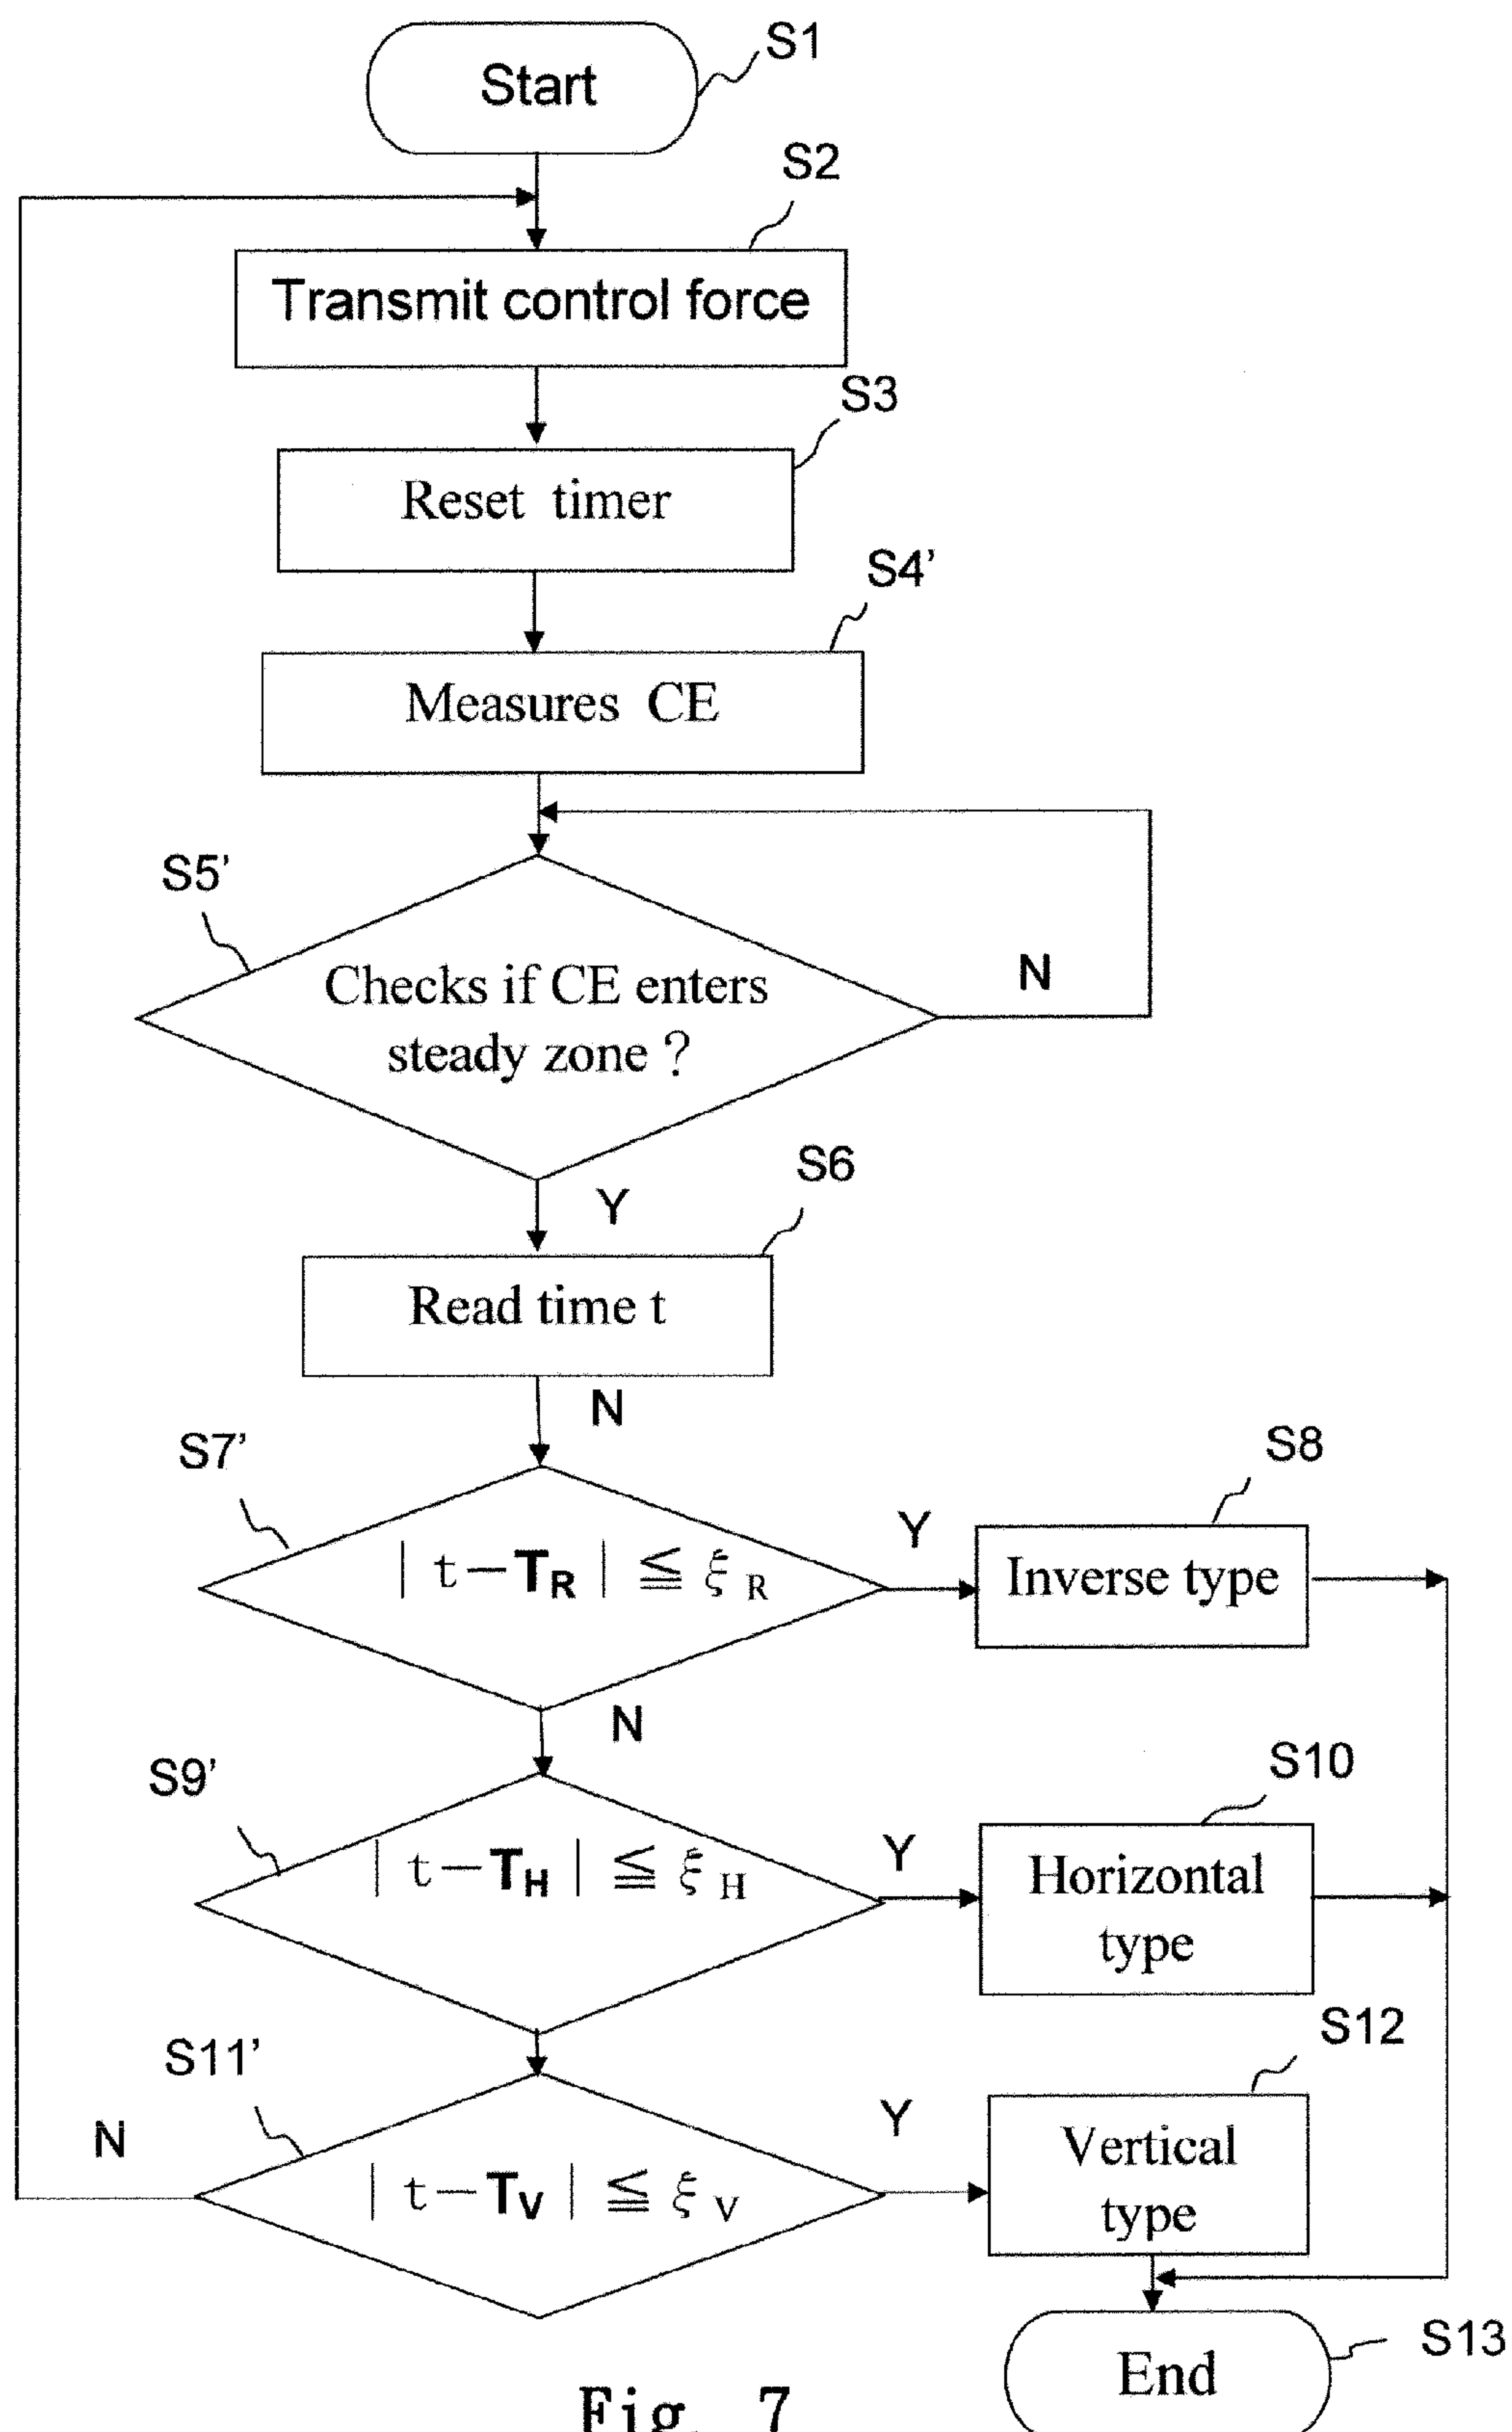 Start
S1
S2
Transmit control force
S3
Reset timer
S4’
Measures CE
S5’
Checks if CE enters
steady zone ?
N
Y
S6
Read time t
N
S7’
| t－TR | ≦ ξ R
Y
S8
Inverse type
N
S9’
| t－TH | ≦ ξ H
Y
S10
Horizontal
type
S11’
| t－TV | ≦ ξ V
N
Y
S12
Vertical
type
End
S13
Fig. 7